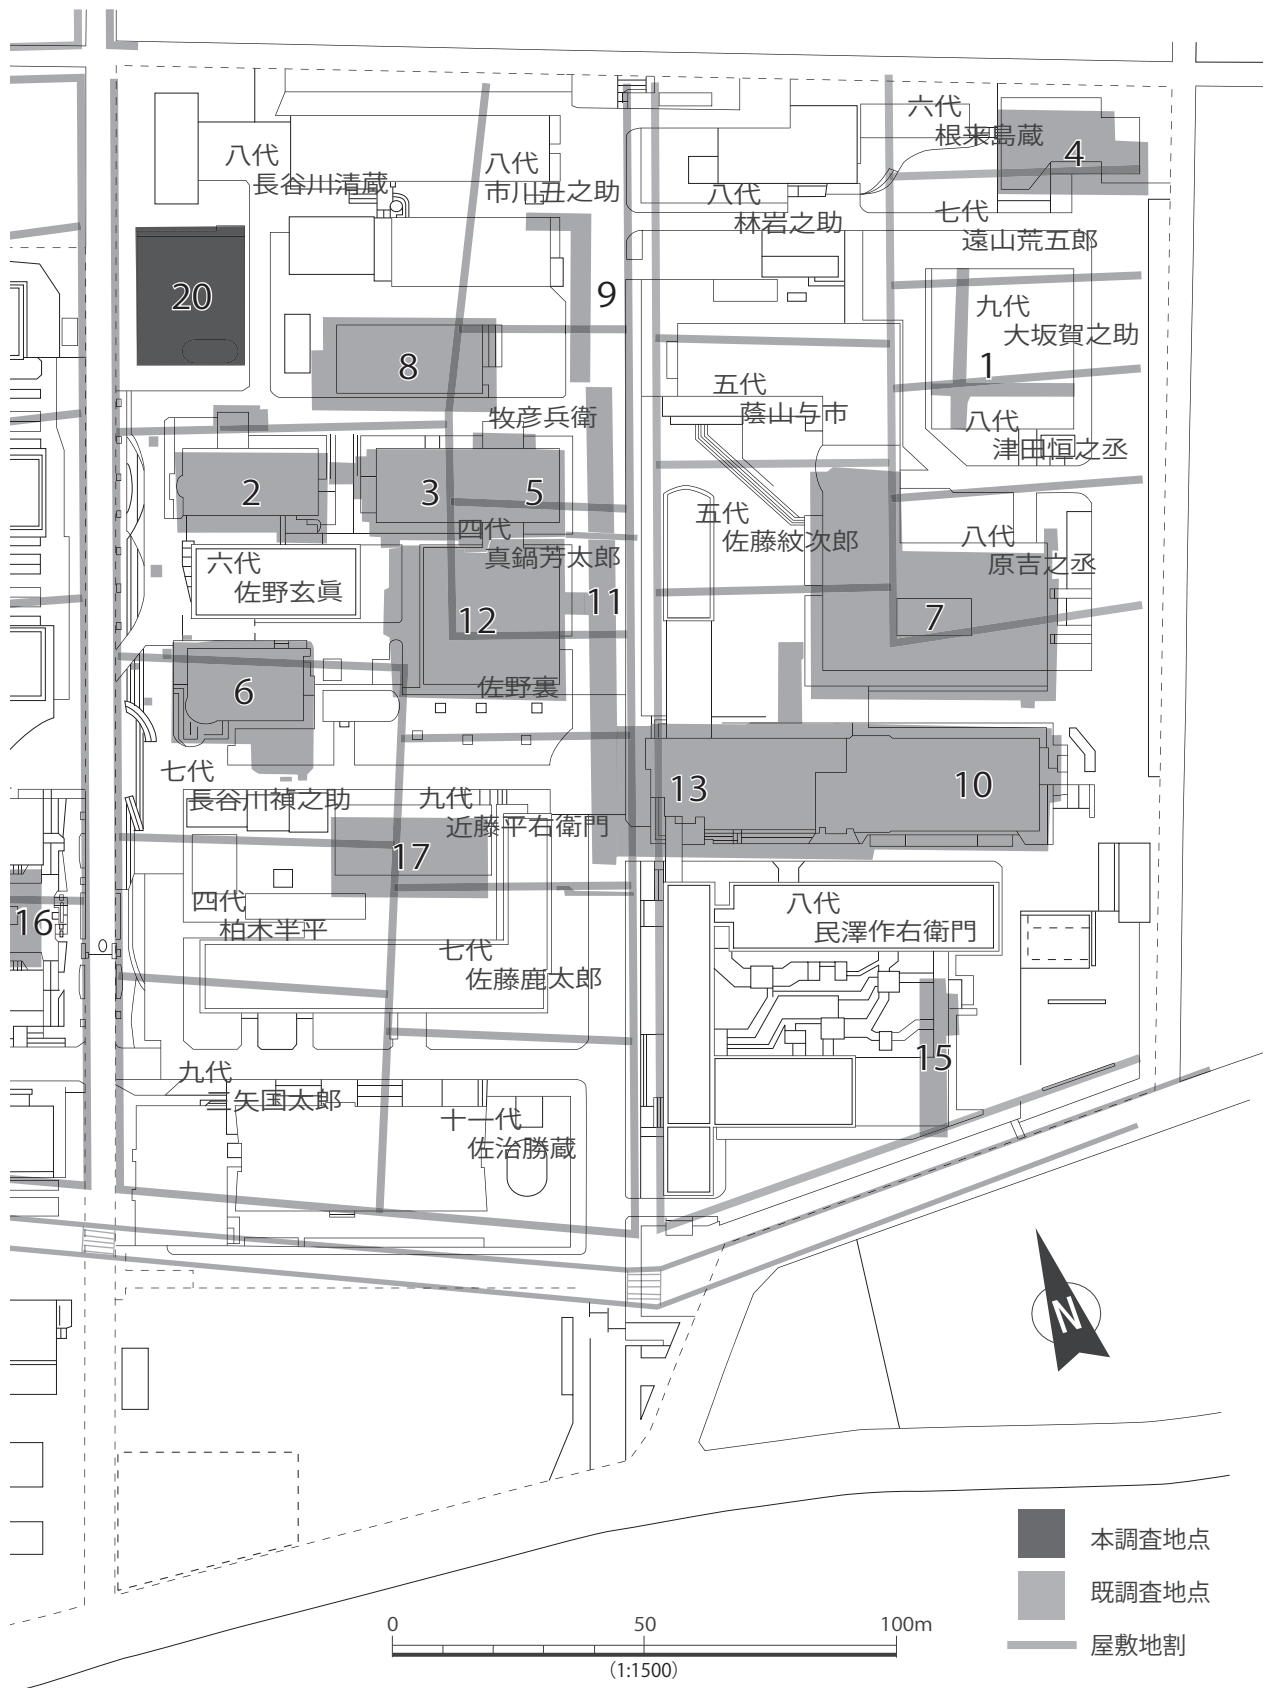 六代
根来島蔵
4
八代
長谷川清蔵
八代
市川丑之助
八代
林岩之助
七代
遠山荒五郎
20
9
九代
大坂賀之助
1
8
五代
蔭山与市
牧彦兵衛
八代
津田恒之丞
2
3
5
五代
佐藤紋次郎
四代
真鍋芳太郎
八代
原吉之丞
六代
佐野玄眞
11
12
7
6
佐野裏
七代
長谷川禎之助
13
10
九代
近藤平右衛門
17
四代
柏木半平
16
八代
民澤作右衛門
七代
佐藤鹿太郎
15
九代
三矢国太郎
十一代
佐治勝蔵
N
本調査地点
既調査地点
屋敷地割
0 50 100m
(1:1500)